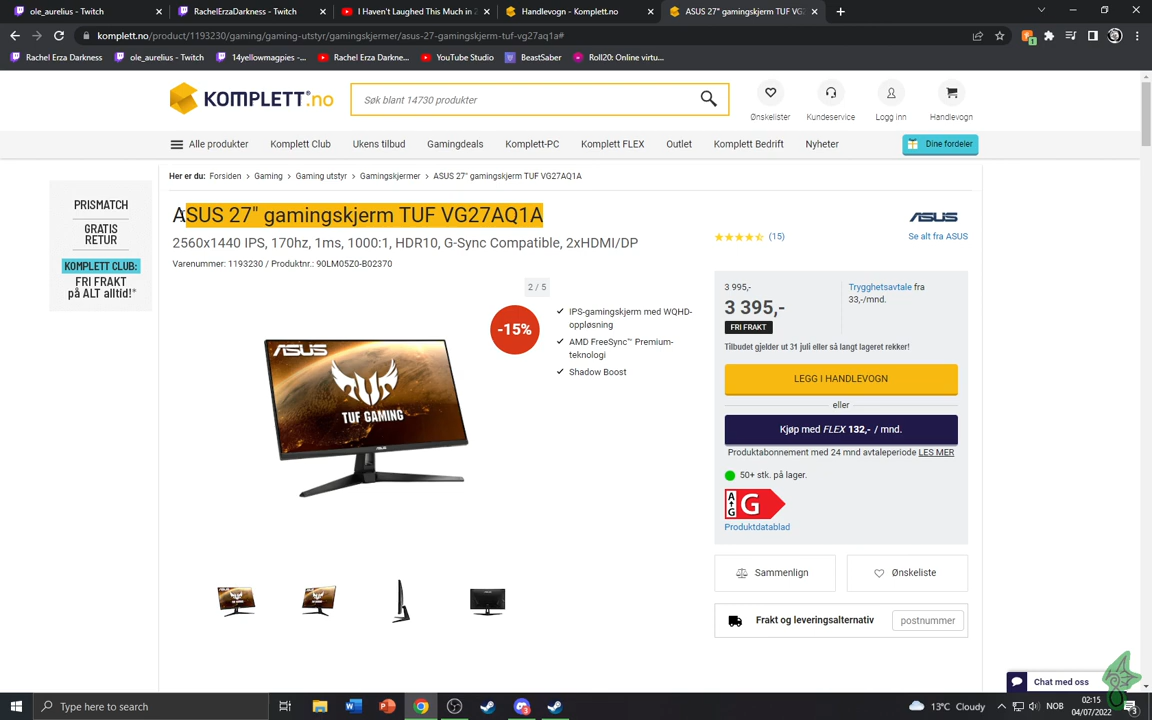 ole_aurelius - Twitch
RachelErzaDarkness - Twitch
I Haven't Laughed This Much in 2
Handlevogn - Komplett.no
ASUS 27" gamingskjerm TUF VG2
komplett.no/product/1193230/gaming/gaming-utstyr/gamingskjermer/asus-27-gamingskjerm-tuf-vg27aq1a#
1
Rachel Erza Darkness
ole_aurelius - Twitch
14yellowmagpies -...
Rachel Erza Darkne...
YouTube Studio
BeastSaber
Roll20: Online virtu...
KOMPLETT.no
Søk blant 14730 produkter
Ønskelister
Kundeservice
Logg inn
Handlevogn
Alle produkter
Komplett Club
Ukens tilbud
Gamingdeals
Komplett-PC
Komplett FLEX
Outlet
Komplett Bedrift
Nyheter
Dine fordeler
Her er du: Forsiden > Gaming > Gaming utstyr > Gamingskjermer > ASUS 27" gamingskjerm TUF VG27AQ1A
PRISMATCH
GRATIS
RETUR
KOMPLETT CLUB:
FRI FRAKT
på ALT alltid!*
ASUS 27" gamingskjerm TUF VG27AQ1A
2560x1440 IPS, 170hz, 1ms, 1000:1, HDR10, G-Sync Compatible, 2xHDMI/DP
Varenummer: 1193230 / Produktnr.: 90LM05Z0-B02370
ASUS
(15)
Se alt fra ASUS
2 / 5
-15%
IPS-gamingskjerm med WQHD-
oppløsning
AMD FreeSync™ Premium-
teknologi
Shadow Boost
ASUS
TUF GAMING
3 995,-
3 395,-
FRI FRAKT
Trygghetsavtale fra
33,-/mnd.
Tilbudet gjelder ut 31 juli eller så langt lageret rekker!
LEGG I HANDLEVOGN
eller
Kjøp med FLEX 132,- / mnd.
Produktabonnement med 24 mnd avtaleperiode LES MER
50+ stk. på lager.
A
G
G
Produktdatablad
Sammenlign
Ønskeliste
Frakt og leveringsalternativ
postnummer
Chat med oss
Type here to search
13°C Cloudy
NOB
02:15
04/07/2022
3